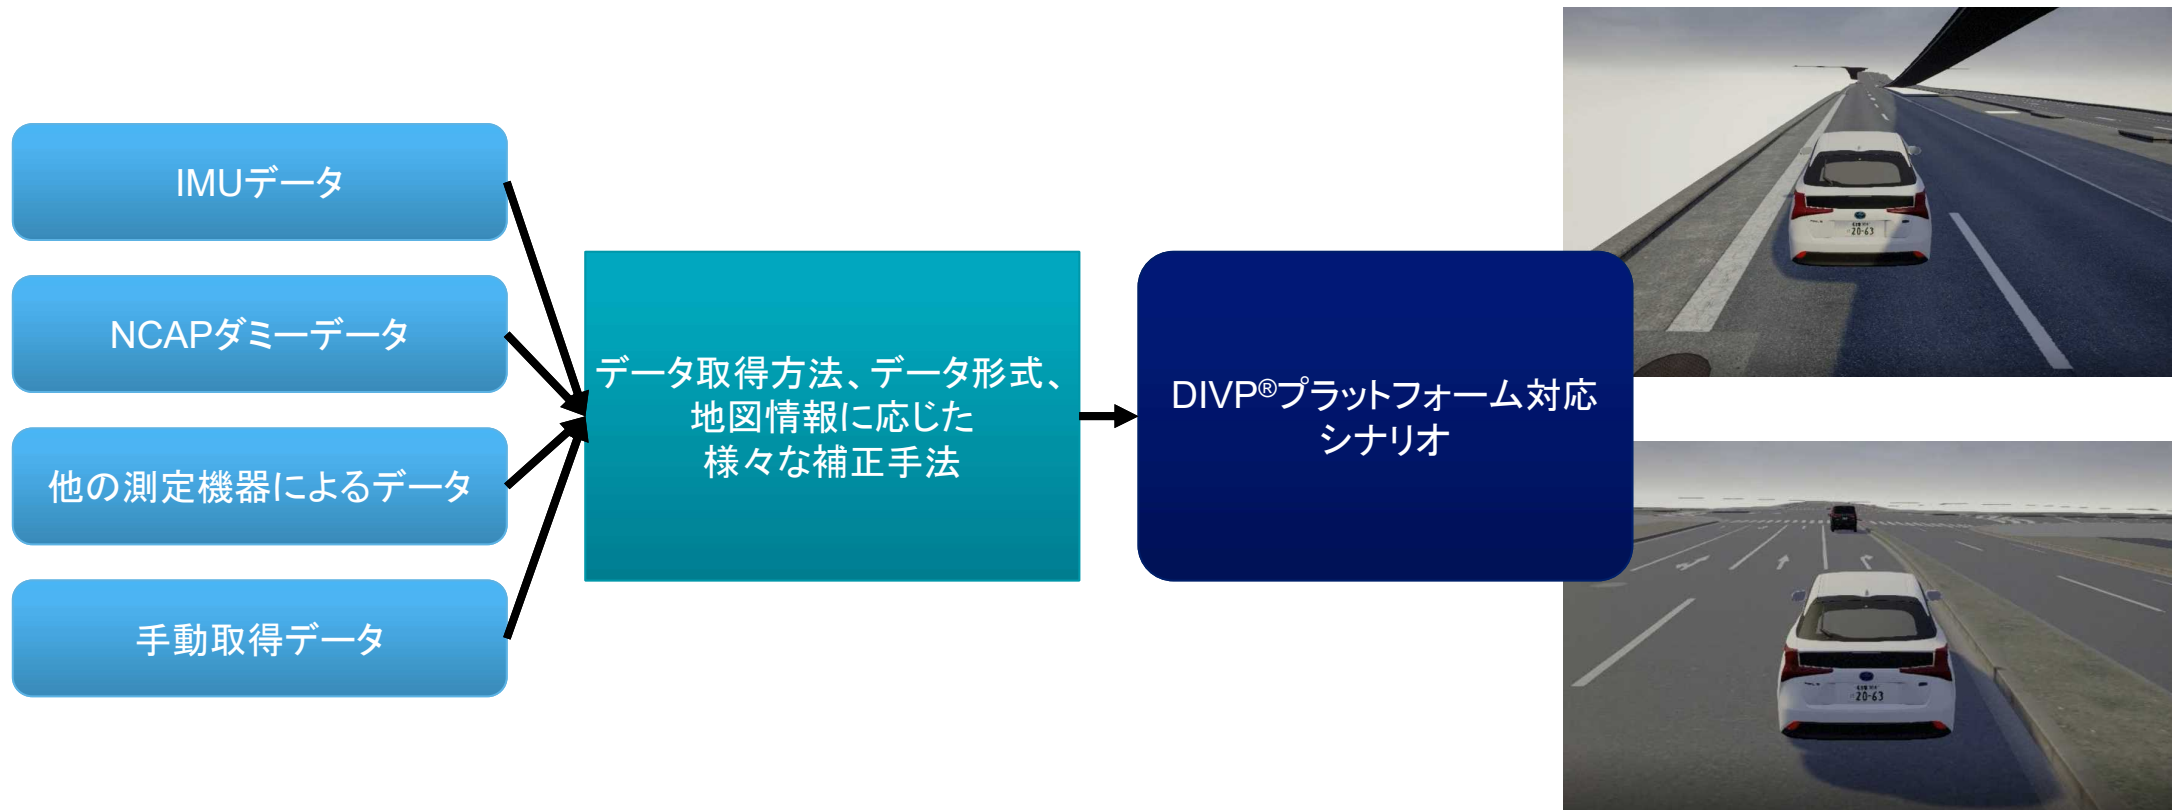 IMUデータ
NCAPダミーデータ
他の測定機器によるデータ
手動取得データ
データ取得方法、データ形式、
地図情報に応じた
様々な補正手法
DIVP®プラットフォーム対応
シナリオ
20-63
20-63